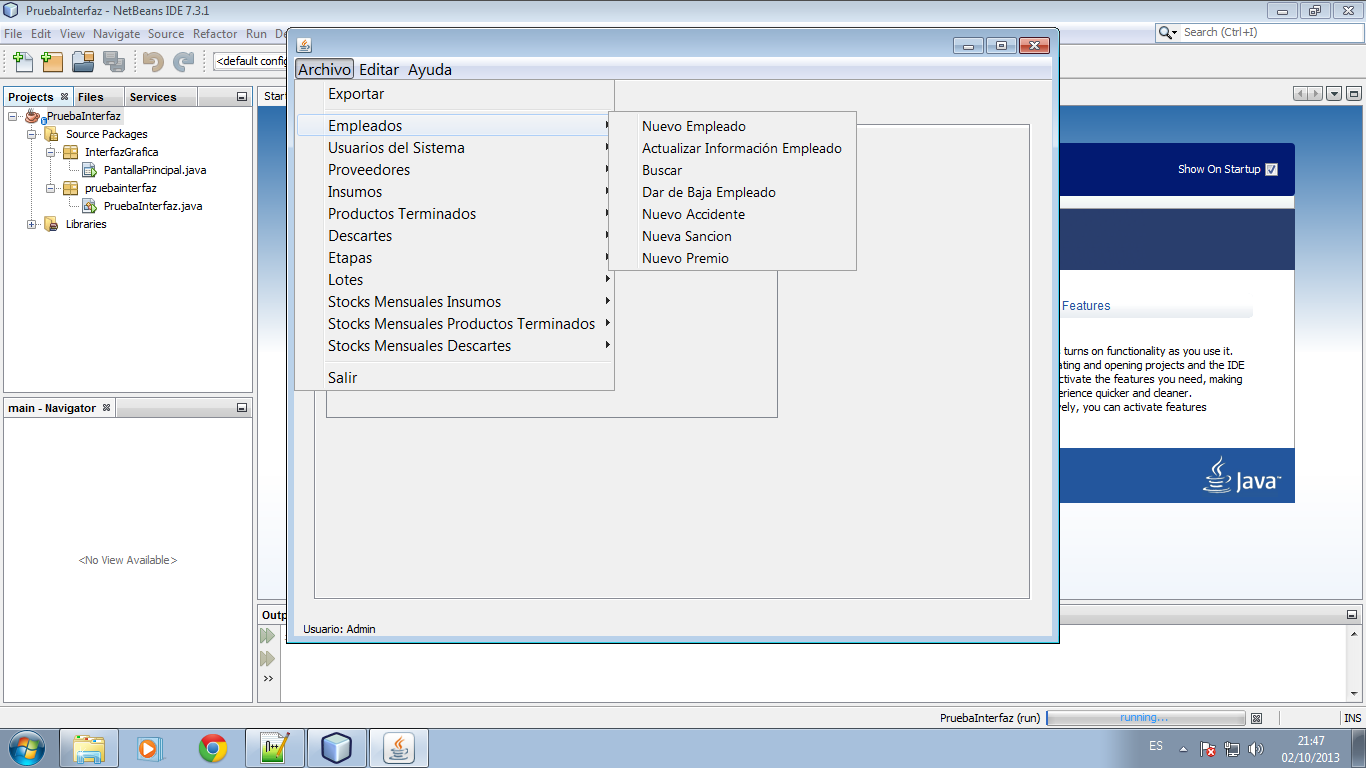 PruebaInterfaz - NetBeans IDE 7.3.1
File Edit View Navigate Source Refactor Run
Search (Ctrl+I)
<default config
Projects Files Services
PruebaInterfaz
Source Packages
InterfazGrafica
PantallaPrincipal.java
pruebainterfaz
PruebaInterfaz.java
Libraries
main - Navigator
<No View Available>
Archivo Editar Ayuda
Exportar
Empleados
Usuarios del Sistema
Proveedores
Insumos
Productos Terminados
Descartes
Etapas
Lotes
Stocks Mensuales Insumos
Stocks Mensuales Productos Terminados
Stocks Mensuales Descartes
Salir
Nuevo Empleado
Actualizar Información Empleado
Buscar
Dar de Baja Empleado
Nuevo Accidente
Nueva Sancion
Nuevo Premio
Usuario: Admin
Show On Startup
Features
turns on functionality as you use it.
ating and opening projects and the IDE
ctivate the features you need, making
erience quicker and cleaner.
vely, you can activate features
Java
PruebaInterfaz (run) running... INS
ES
21:47
02/10/2013